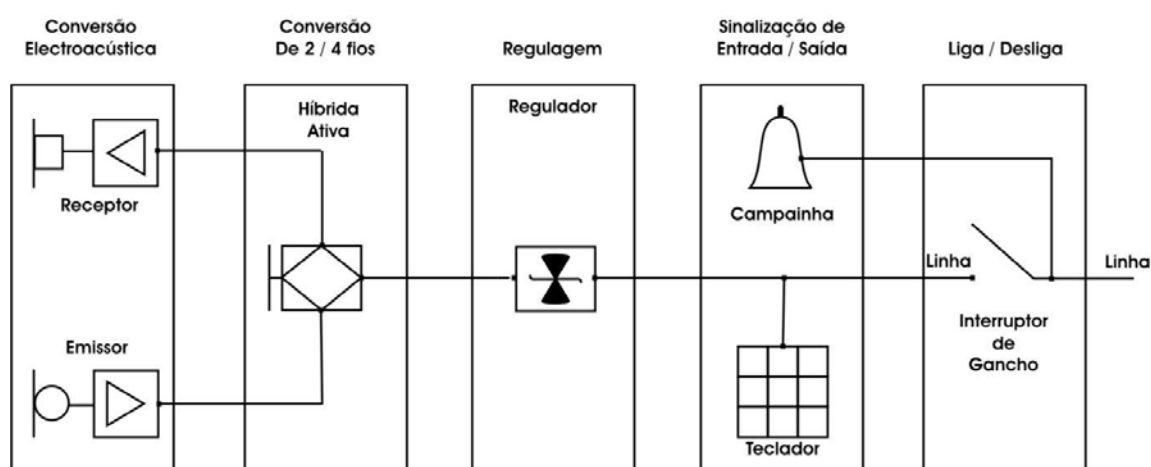 Conversão
Electroacústica
Conversão
De 2 / 4 fios
Regulagem
Sinalização de
Entrada / Saída
Liga / Desliga
Híbrida
Ativa
Regulador
Receptor
Campainha
Linha
Linha
Emissor
Interruptor
de
Gancho
Teclador